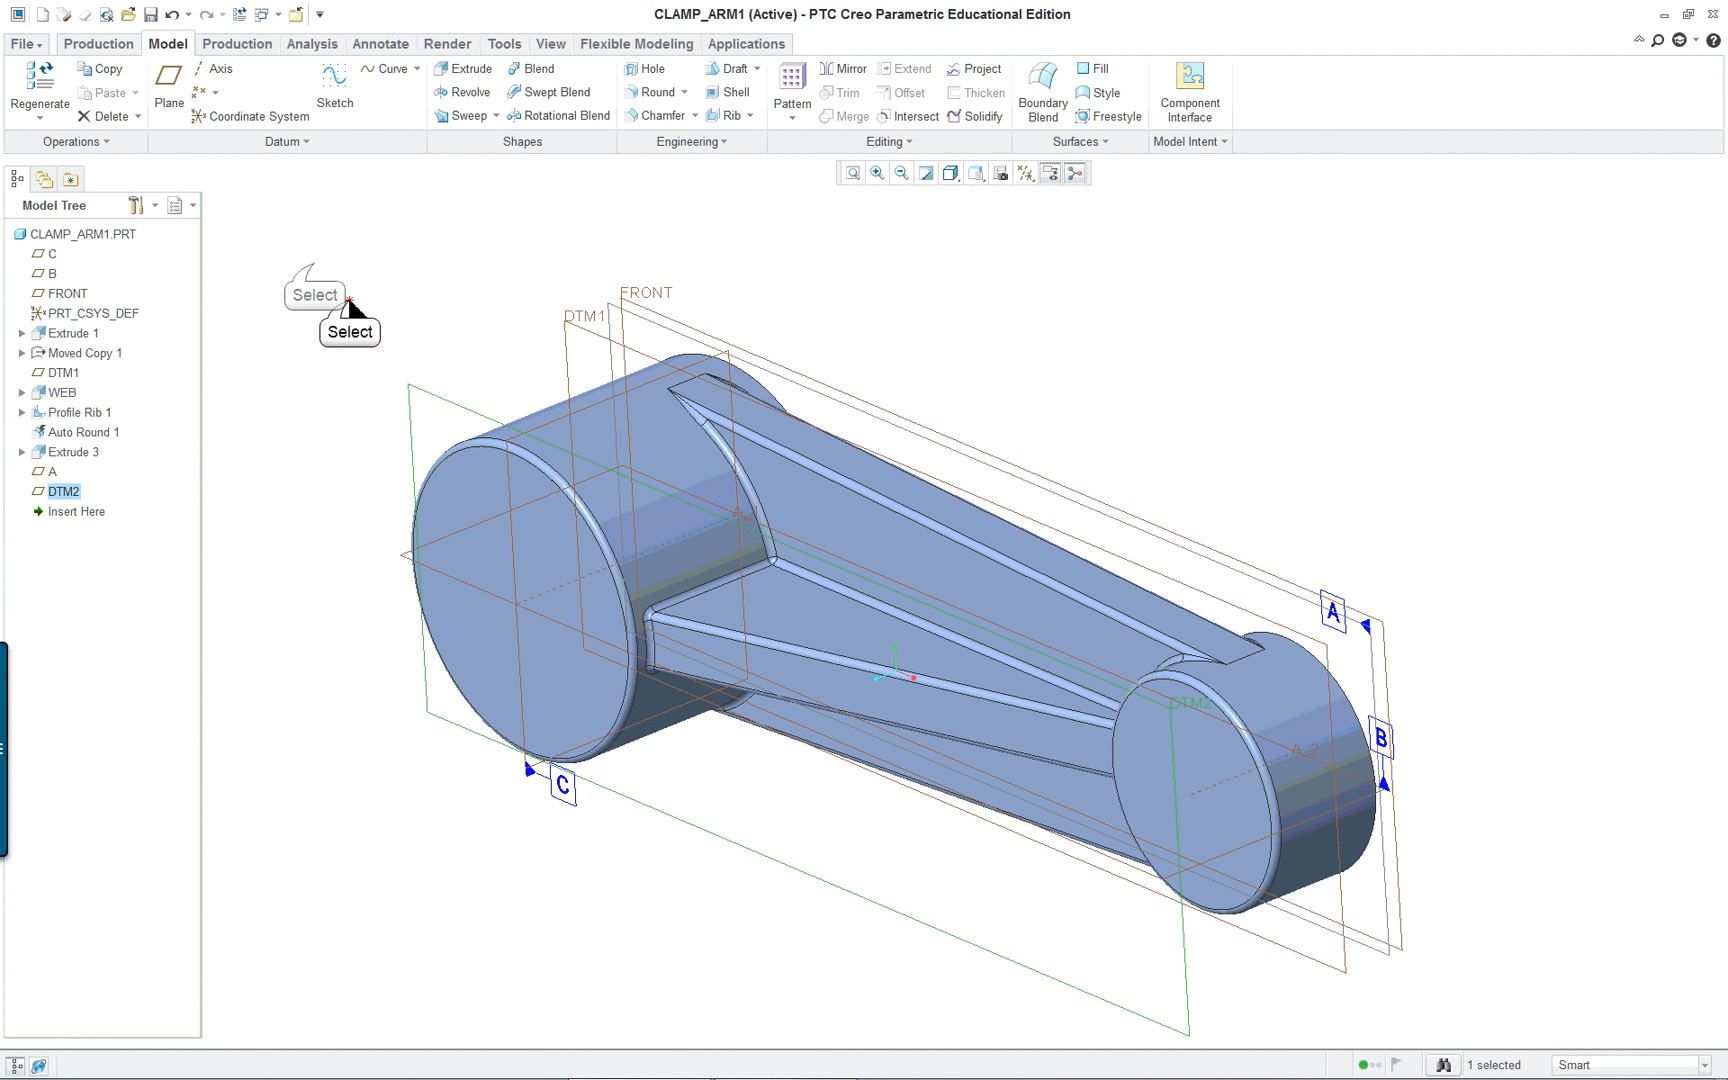 CLAMP_ARM1 (Active) - PTC Creo Parametric Educational Edition
File Production Model Production Analysis Annotate Render Tools View Flexible Modeling Applications
Regenerate
Copy
Paste
Delete
Operations
Plane
Axis
Coordinate System
Sketch
Curve
Datum
Extrude
Revolve
Sweep
Blend
Swept Blend
Rotational Blend
Shapes
Hole
Round
Chamfer
Draft
Shell
Rib
Engineering
Pattern
Mirror
Trim
Merge
Extend
Offset
Intersect
Project
Thicken
Solidify
Editing
Boundary
Blend
Fill
Style
Freestyle
Surfaces
Component
Interface
Model Intent
Model Tree
CLAMP_ARM1.PRT
C
B
FRONT
PRT_CSYS_DEF
Extrude 1
Moved Copy 1
DTM1
WEB
Profile Rib 1
Auto Round 1
Extrude 3
A
DTM2
Insert Here
Select
Select
FRONT
DTM1
A
DTM2
B
A_2
C
1 selected
Smart